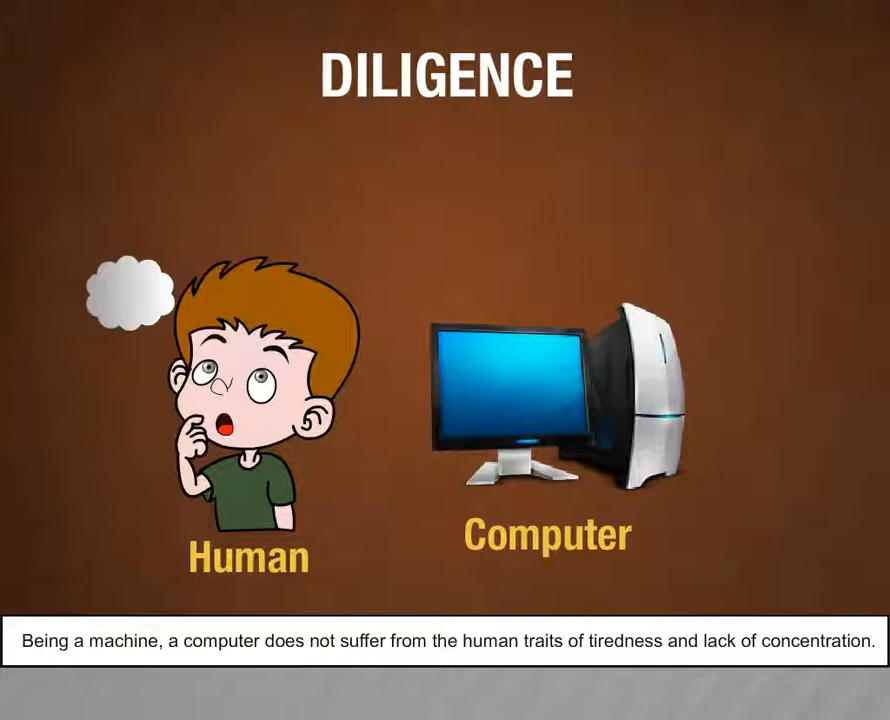 DILIGENCE
Human
Computer
Being a machine, a computer does not suffer from the human traits of tiredness and lack of concentration.